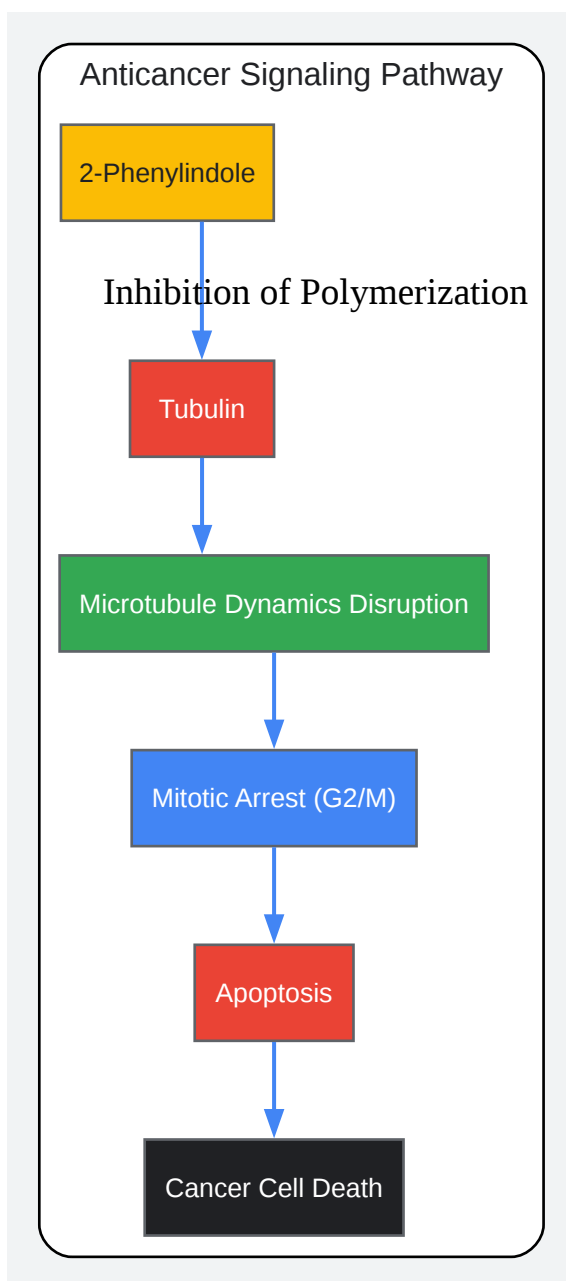 Anticancer Signaling Pathway
2-Phenylindole
Inhibition of Polymerization
Tubulin
Microtubule Dynamics Disruption
Mitotic Arrest (G2/M)
Apoptosis
Cancer Cell Death